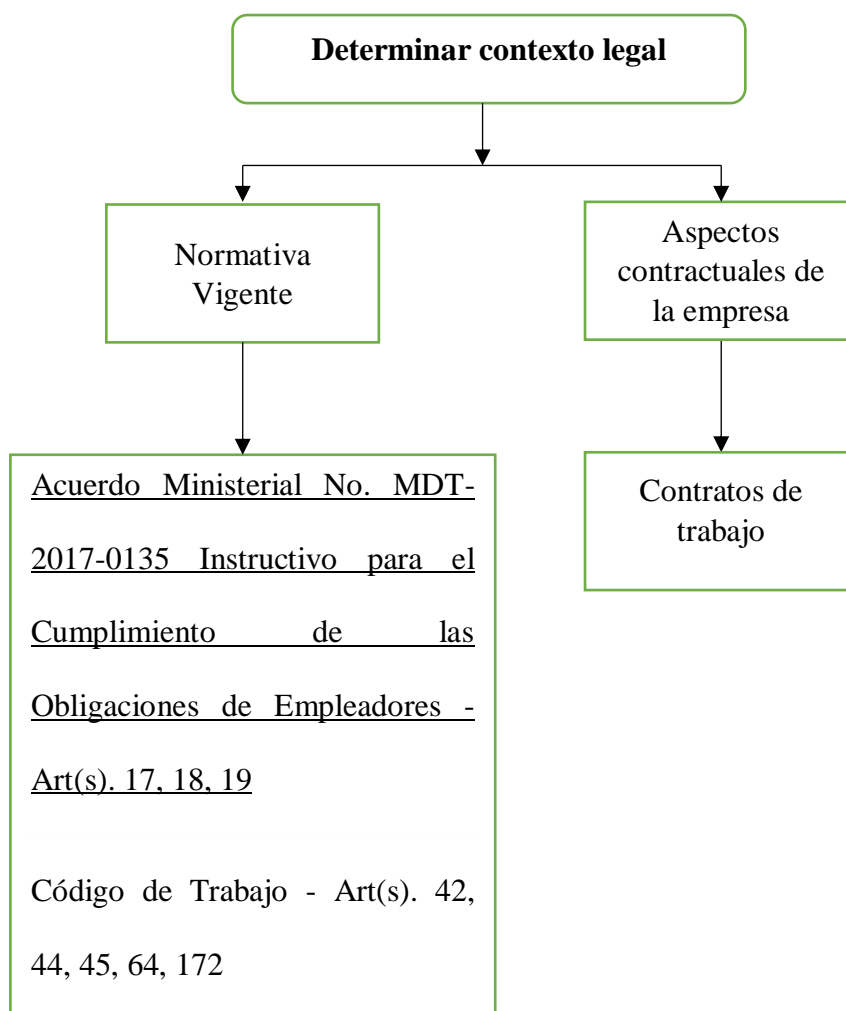 Determinar contexto legal
Normativa
Vigente
Aspectos
contractuales de
la empresa
Acuerdo Ministerial No. MDT-
2017-0135 Instructivo para el
Cumplimiento de las
Obligaciones de Empleadores -
Art(s). 17, 18, 19
Código de Trabajo - Art(s). 42,
44, 45, 64, 172
Contratos de
trabajo